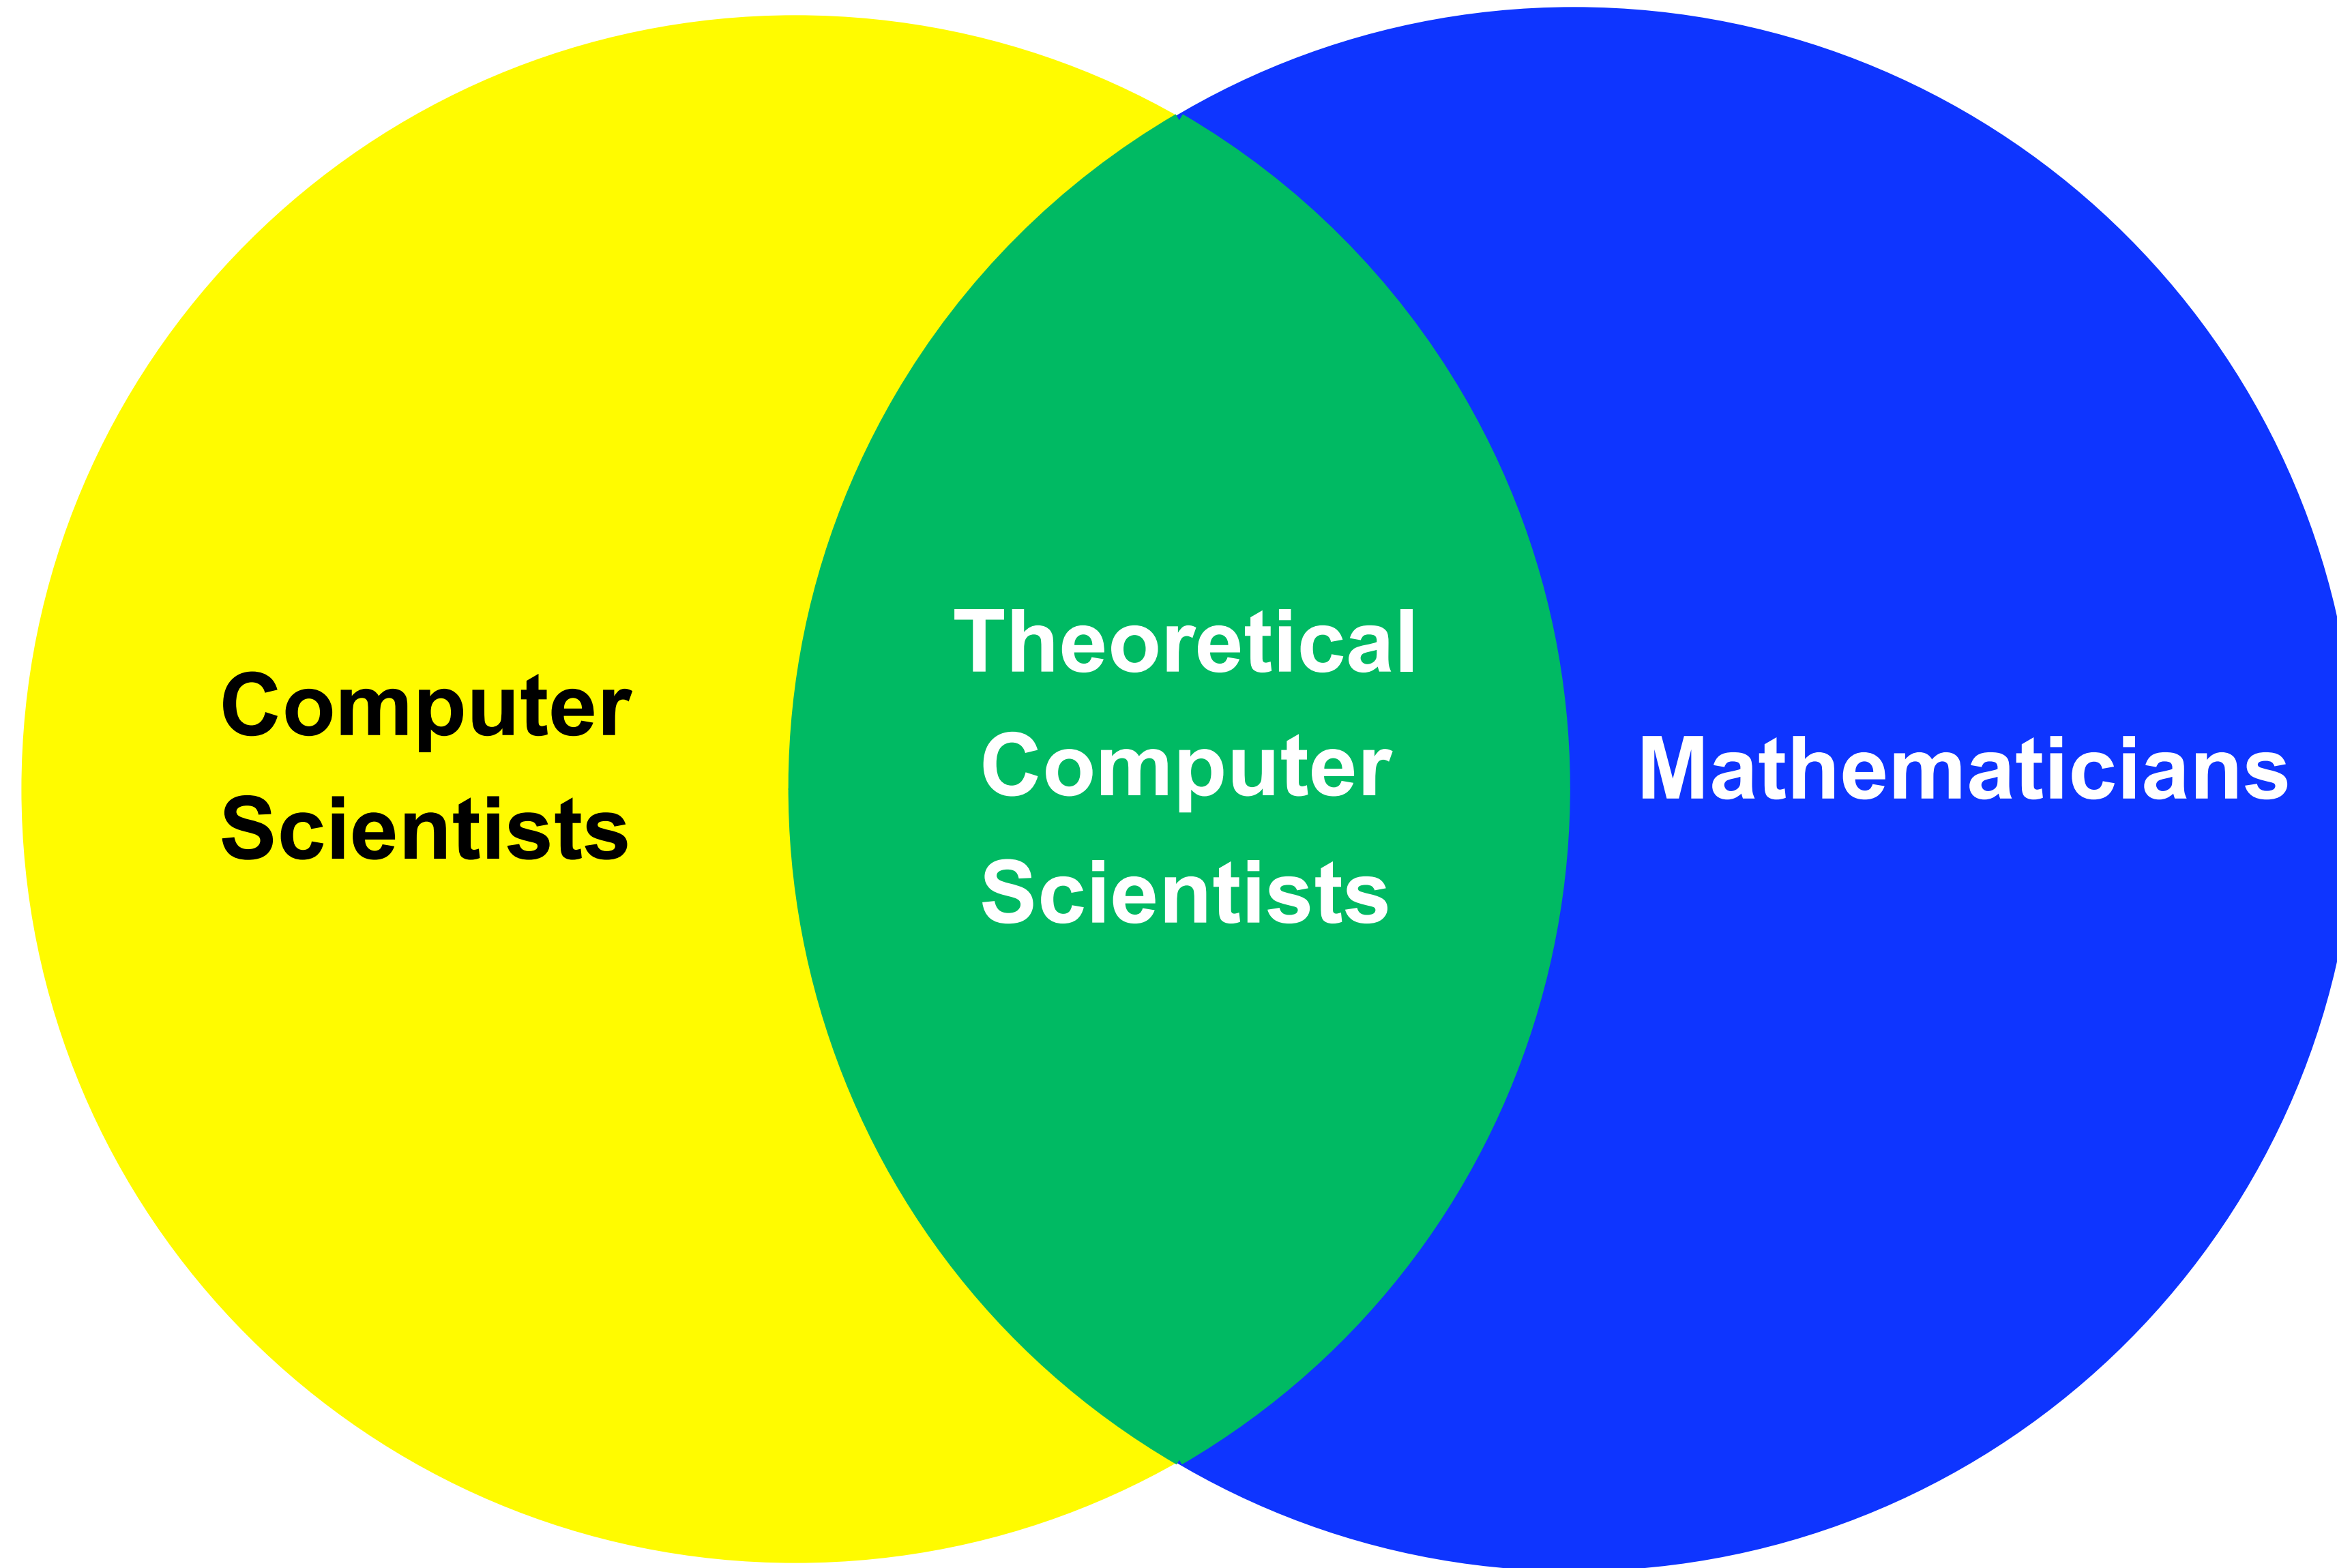 Computer
Scientists
Theoretical
Computer
Scientists
Mathematicians